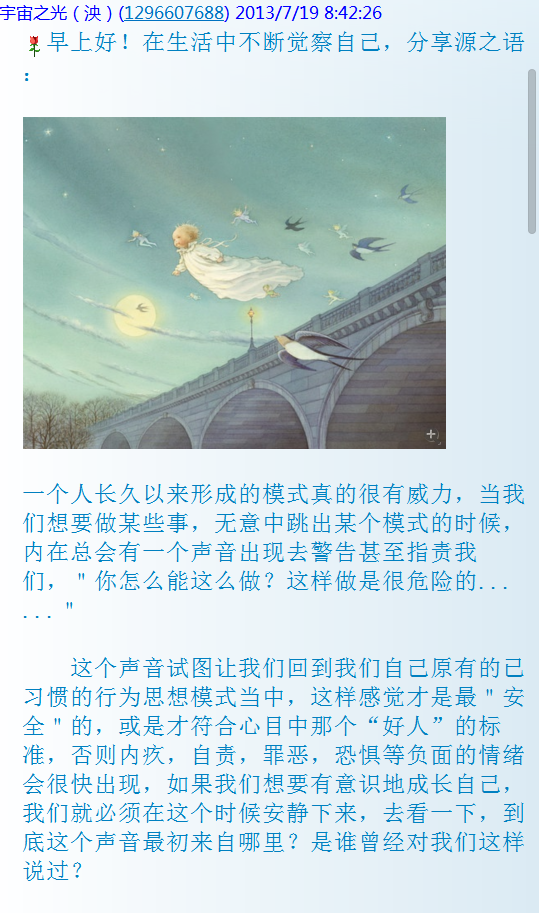 宇宙之光（泱）(1296607688) 2013/7/19 8:42:26
早上好！在生活中不断觉察自己，分享源之语
：
一个人长久以来形成的模式真的很有威力，当我
们想要做某些事，无意中跳出某个模式的时候，
内在总会有一个声音出现去警告甚至指责我
们，＂你怎么能这么做？这样做是很危险的...
...＂
这个声音试图让我们回到我们自己原有的已
习惯的行为思想模式当中，这样感觉才是最＂安
全＂的，或是才符合心目中那个“好人”的标
准，否则内疚，自责，罪恶，恐惧等负面的情绪
会很快出现，如果我们想要有意识地成长自己，
我们就必须在这个时候安静下来，去看一下，到
底这个声音最初来自哪里？是谁曾经对我们这样
说过？